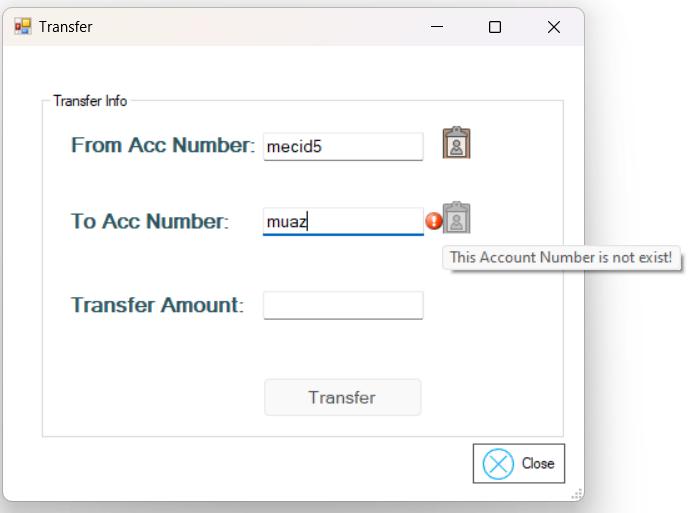 Transfer
Transfer Info
From Acc Number: mecid5
To Acc Number: muaz
This Account Number is not exist!
Transfer Amount:
Transfer
Close